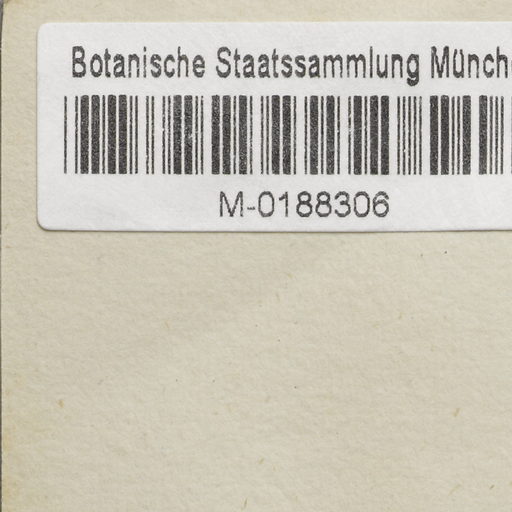 Botanische Staatssammlung Münch
M-0188306